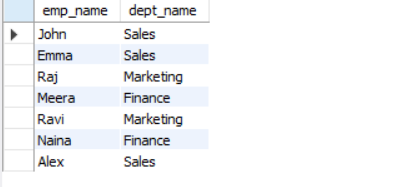 emp_name dept_name
John Sales
Emma Sales
Raj Marketing
Meera Finance
Ravi Marketing
Naina Finance
Alex Sales